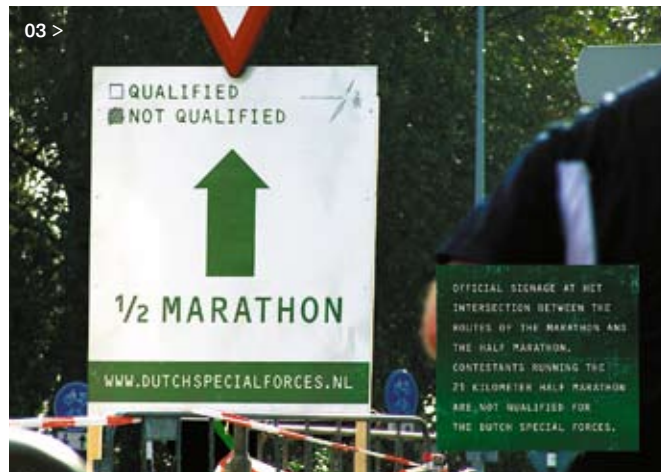 03 >
QUALIFIED
NOT QUALIFIED
1/2 MARATHON
WWW.DUTCHSPECIALFORCES.NL
OFFICIAL SIGNAGE AT HET
INTERSECTION BETWEEN THE
ROUTES OF THE MARATHON AND
THE HALF MARATHON.
CONTESTANTS RUNNING THE
21 KILOMETER HALF MARATHON
ARE NOT QUALIFIED FOR
THE DUTCH SPECIAL FORCES.